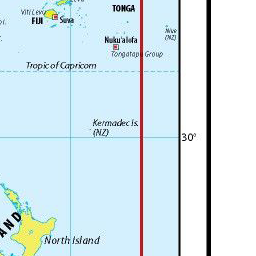 TONGA
Viti Levu
FIJI
Suva
Niue
(NZ)
Nuku'alofa
Tongatapu Group
Tropic of Capricorn
Kermadec Is.
(NZ)
30°
AND
North Island